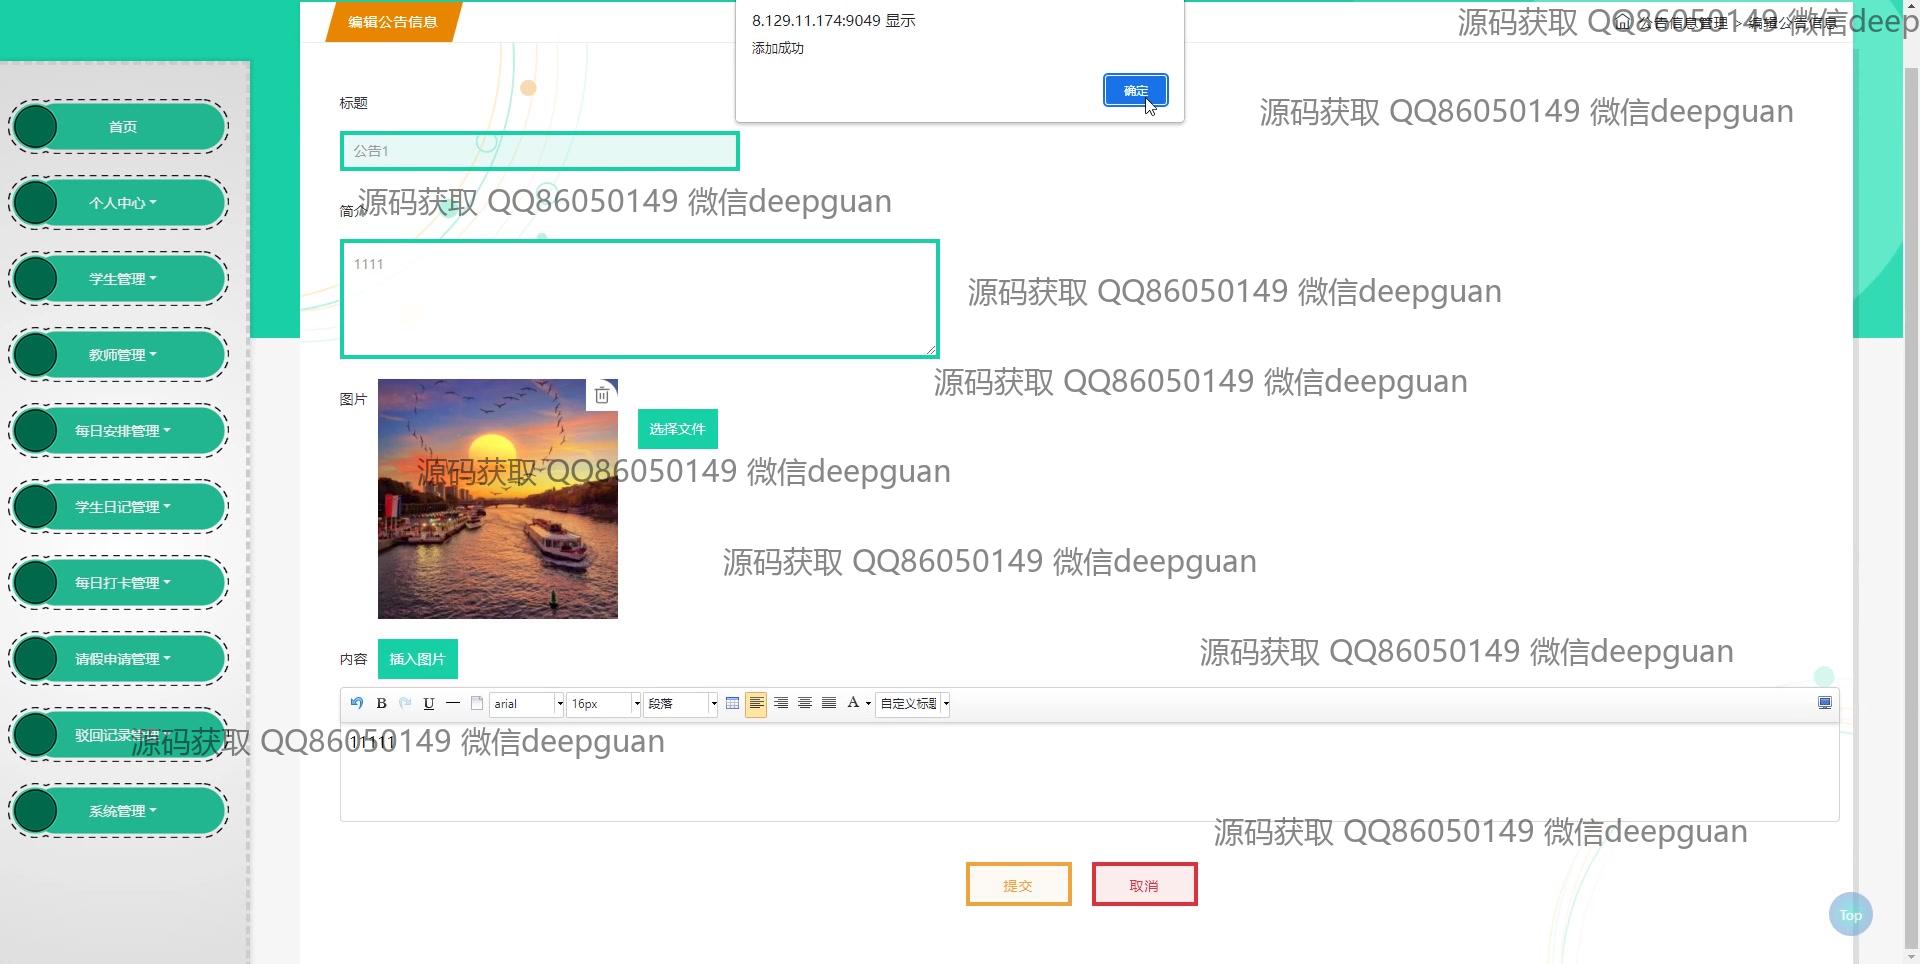 编辑公告信息
8.129.11.174:9049 显示
添加成功
确定
公告信息管理 > 编辑公告信息
源码获取 QQ86050149 微信deep
源码获取 QQ86050149 微信deepguan
标题
公告1
源码获取 QQ86050149 微信deepguan
简介
1111
源码获取 QQ86050149 微信deepguan
源码获取 QQ86050149 微信deepguan
图片
选择文件
源码获取 QQ86050149 微信deepguan
源码获取 QQ86050149 微信deepguan
源码获取 QQ86050149 微信deepguan
内容
插入图片
B U arial 16px 段落 A 自定义标题
11111
源码获取 QQ86050149 微信deepguan
源码获取 QQ86050149 微信deepguan
提交
取消
Top
首页
个人中心
学生管理
教师管理
每日安排管理
学生日记管理
每日打卡管理
请假申请管理
驳回记录管理
系统管理